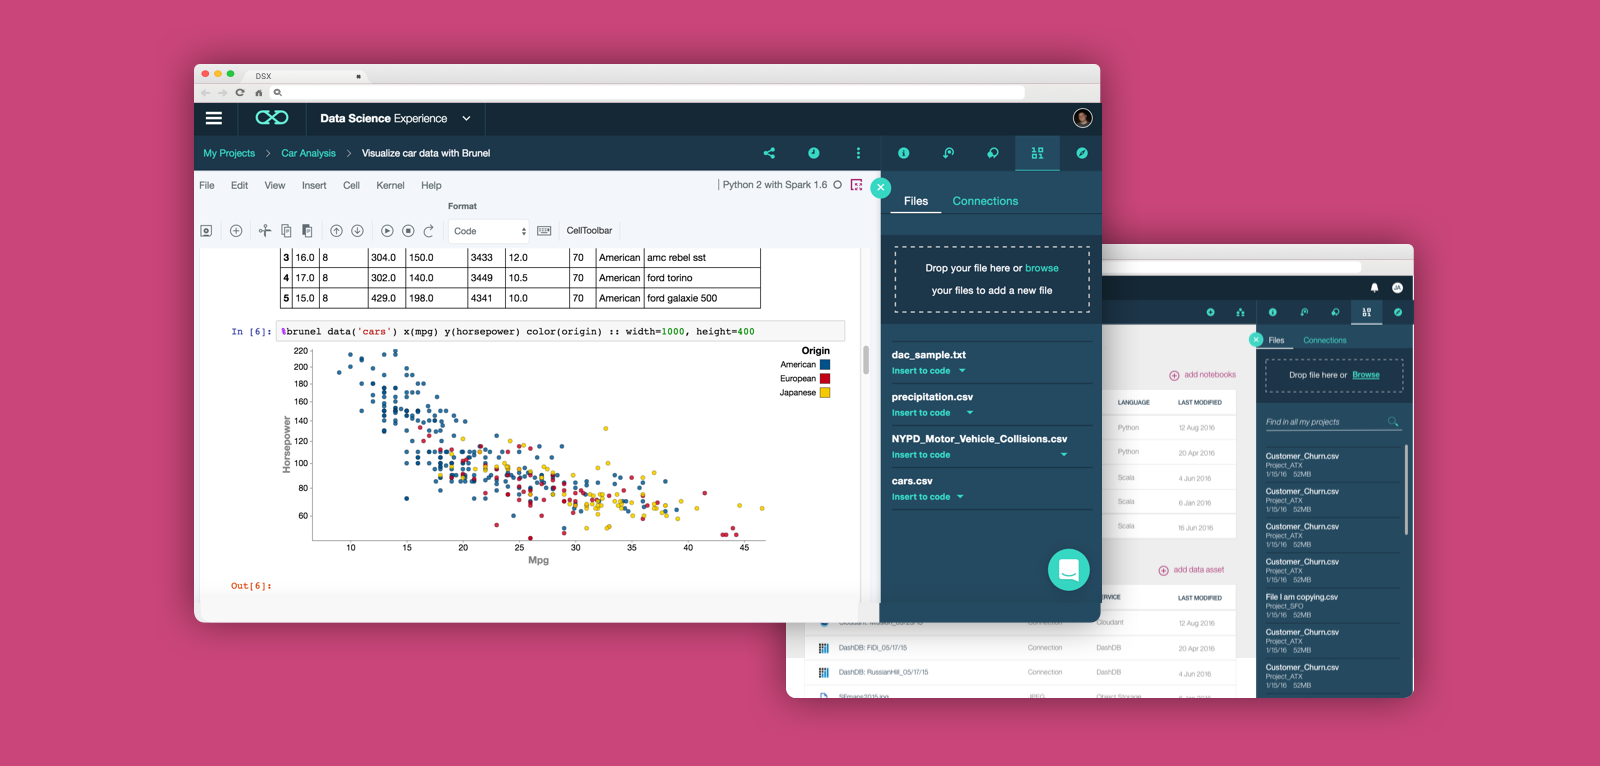 DSX
Data Science Experience
My Projects > Car Analysis > Visualize car data with Brunel
File Edit View Insert Cell Kernel Help
| Python 2 with Spark 1.6
Format
Code
CellToolbar
3 16.0 8 304.0 150.0 3433 12.0 70 American amc rebel sst
4 17.0 8 302.0 140.0 3449 10.5 70 American ford torino
5 15.0 8 429.0 198.0 4341 10.0 70 American ford galaxie 500
In [6]: %brunel data('cars') x(mpg) y(horsepower) color(origin) :: width=1000, height=400
Horsepower
220
200
180
160
140
120
100
80
60
10 15 20 25 30 35 40 45
Mpg
Origin
American
European
Japanese
Out[6]:
Files Connections
Drop your file here or browse
your files to add a new file
dac_sample.txt
Insert to code
precipitation.csv
Insert to code
NYPD_Motor_Vehicle_Collisions.csv
Insert to code
cars.csv
Insert to code
add notebooks
LANGUAGE LAST MODIFIED
Python 12 Aug 2016
Python 20 Apr 2016
Scala 4 Jun 2016
Scala 6 Jan 2016
Scala 16 Jun 2016
add data asset
LAST MODIFIED
Cloudant 12 Aug 2016
DashDB: FiDi_05/17/15 Connection DashDB 20 Apr 2016
DashDB: RussianHill_05/17/15 Connection DashDB 4 Jun 2016
Files Connections
Drop file here or Browse
Find in all my projects
Customer_Churn.csv
Project_ATX
1/15/16 52MB
Customer_Churn.csv
Project_ATX
1/15/16 52MB
Customer_Churn.csv
Project_ATX
1/15/16 52MB
Customer_Churn.csv
Project_ATX
1/15/16 52MB
File I am copying.csv
Project_SFO
1/15/16 52MB
Customer_Churn.csv
Project_ATX
1/15/16 52MB
Customer_Churn.csv
Project_ATX
1/15/16 52MB